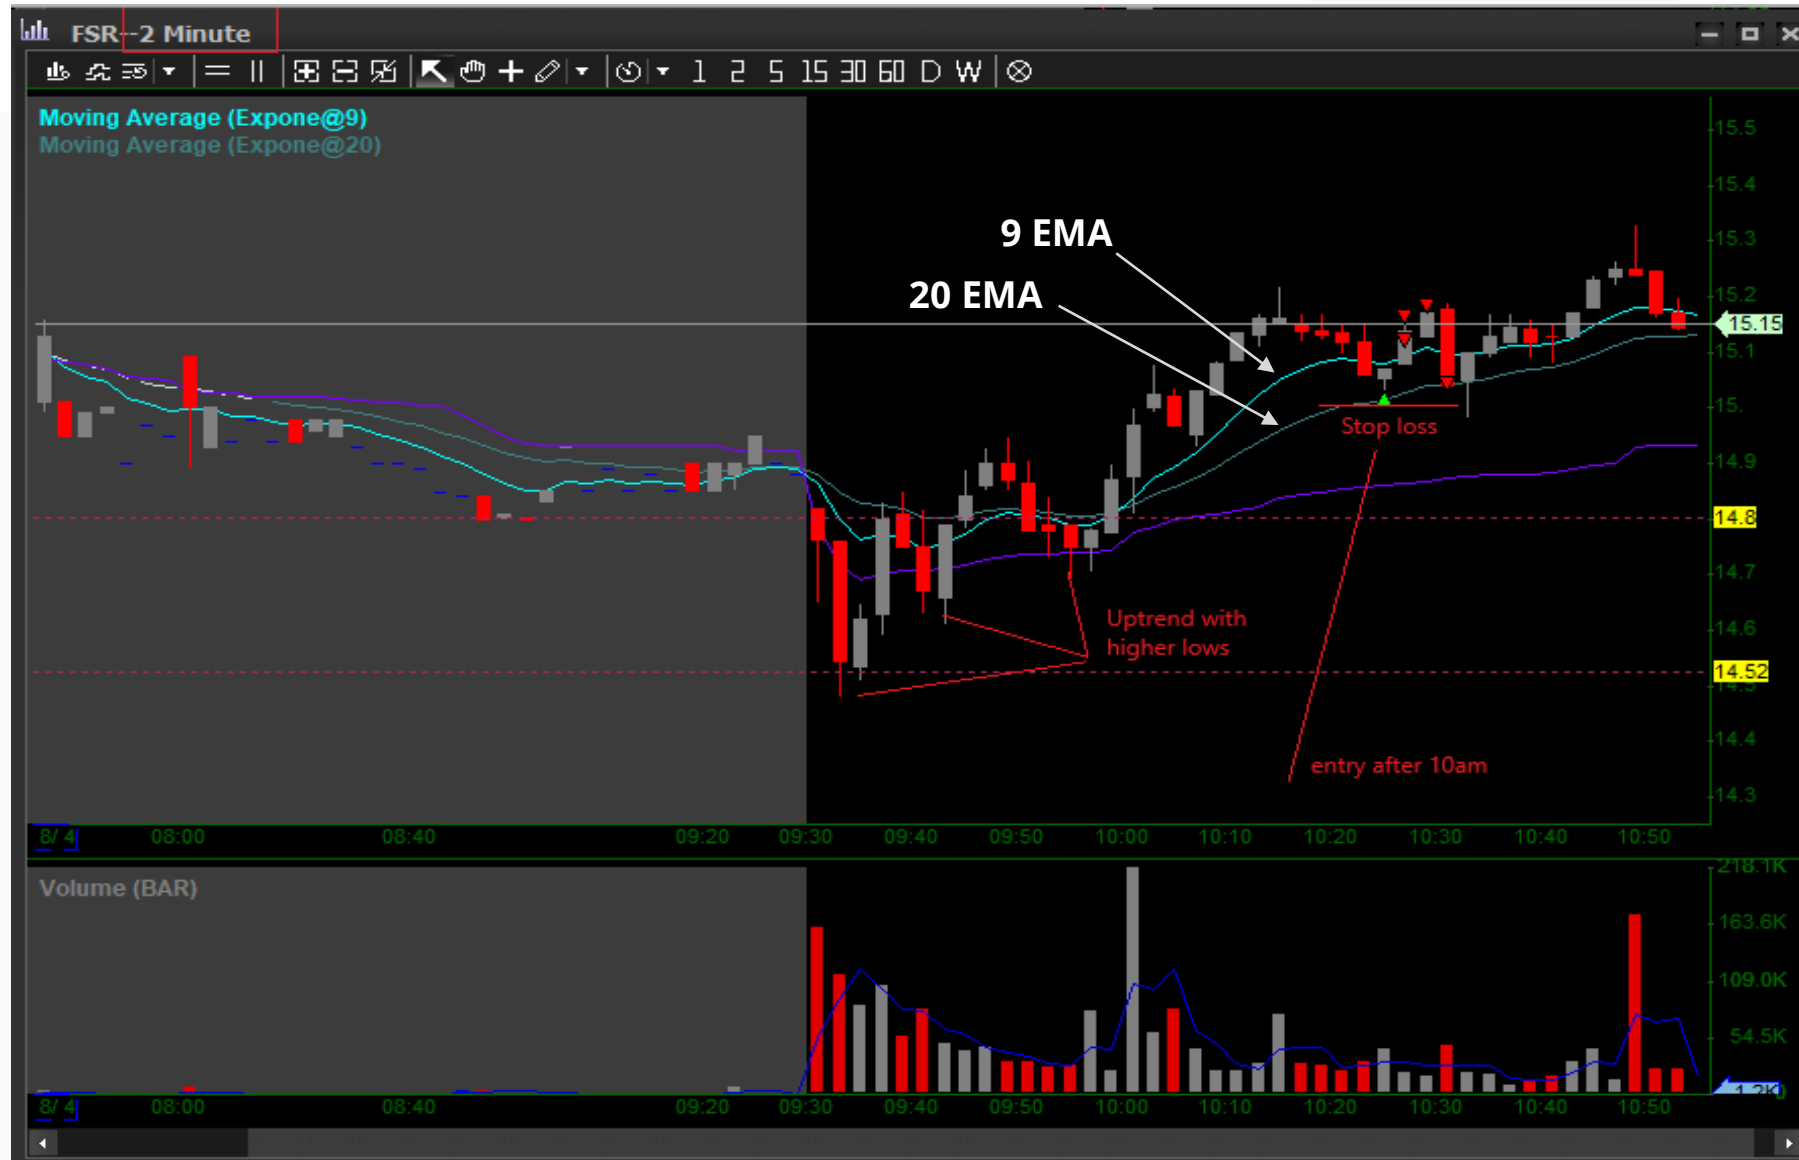 FSR--2 Minute
1 2 5 15 30 60 D W
Moving Average (Expone@9)
Moving Average (Expone@20)
9 EMA
20 EMA
Stop loss
Uptrend with
higher lows
entry after 10am
15.5
15.4
15.3
15.2
15.15
15.1
15.
14.9
14.8
14.7
14.6
14.52
14.5
14.4
14.3
8/ 4 08:00 08:40 09:20 09:30 09:40 09:50 10:00 10:10 10:20 10:30 10:40 10:50
Volume (BAR)
218.1K
163.6K
109.0K
54.5K
1.2K 0
8/ 4 08:00 08:40 09:20 09:30 09:40 09:50 10:00 10:10 10:20 10:30 10:40 10:50